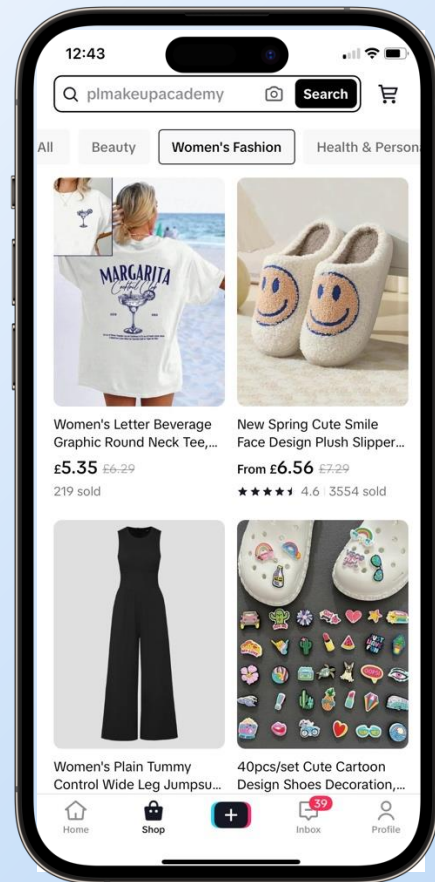 12:43
plmakeupacademy
Search
All
Beauty
Women's Fashion
Health & Persona
MARGARITA
Cocktail Club
Women's Letter Beverage
Graphic Round Neck Tee,...
£5.35 £6.29
219 sold
New Spring Cute Smile
Face Design Plush Slipper...
From £6.56 £7.29
4.6 3554 sold
Women's Plain Tummy
Control Wide Leg Jumpsu...
40pcs/set Cute Cartoon
Design Shoes Decoration,...
Home
Shop
39
Inbox
Profile